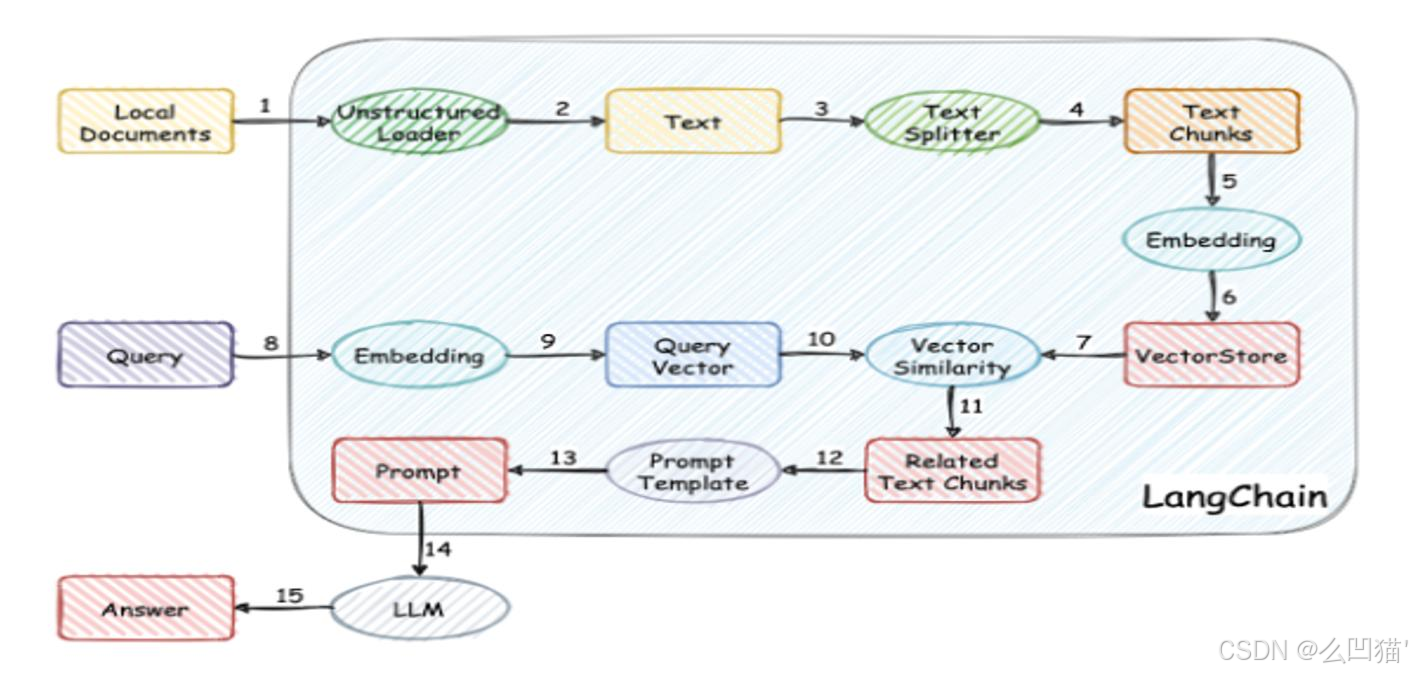 Local
Documents
1
Unstructured
Loader
2
Text
3
Text
Splitter
4
Text
Chunks
5
Embedding
6
Query
8
Embedding
9
Query
Vector
10
Vector
Similarity
7
VectorStore
11
Prompt
13
Prompt
Template
12
Related
Text Chunks
LangChain
14
Answer
15
LLM
CSDN @么凹猫'